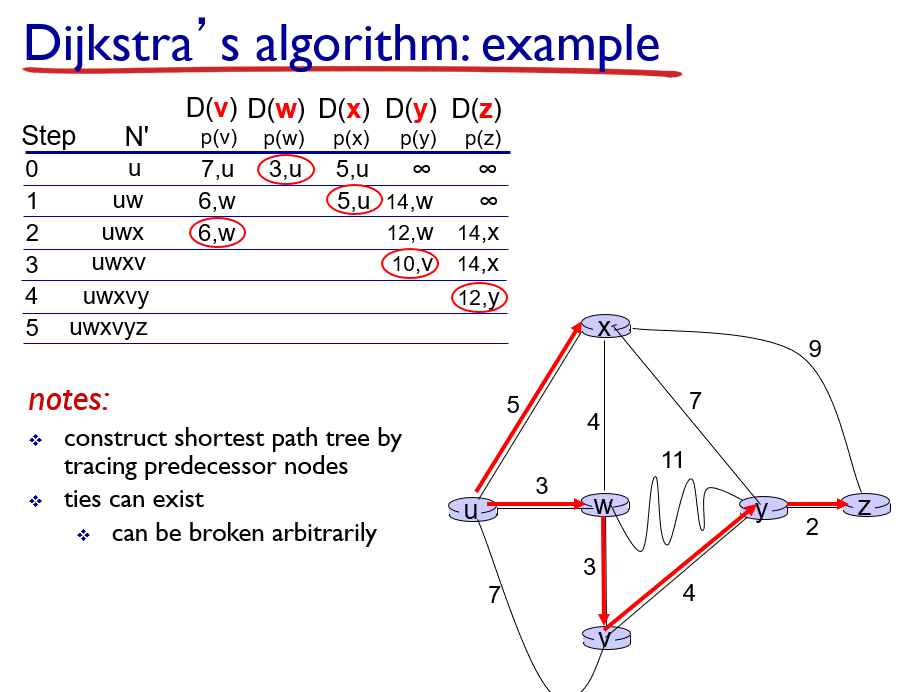 Dijkstra’s algorithm: example
D(v) D(w) D(x) D(y) D(z)
Step N' p(v) p(w) p(x) p(y) p(z)
0 u 7,u 3,u 5,u ∞ ∞
1 uw 6,w 5,u 14,w ∞
2 uwx 6,w 12,w 14,x
3 uwxv 10,v 14,x
4 uwxvy 12,y
5 uwxvyz
notes:
construct shortest path tree by
tracing predecessor nodes
ties can exist
can be broken arbitrarily
x
9
5
4
7
11
3
u
w
y
z
2
3
4
7
v